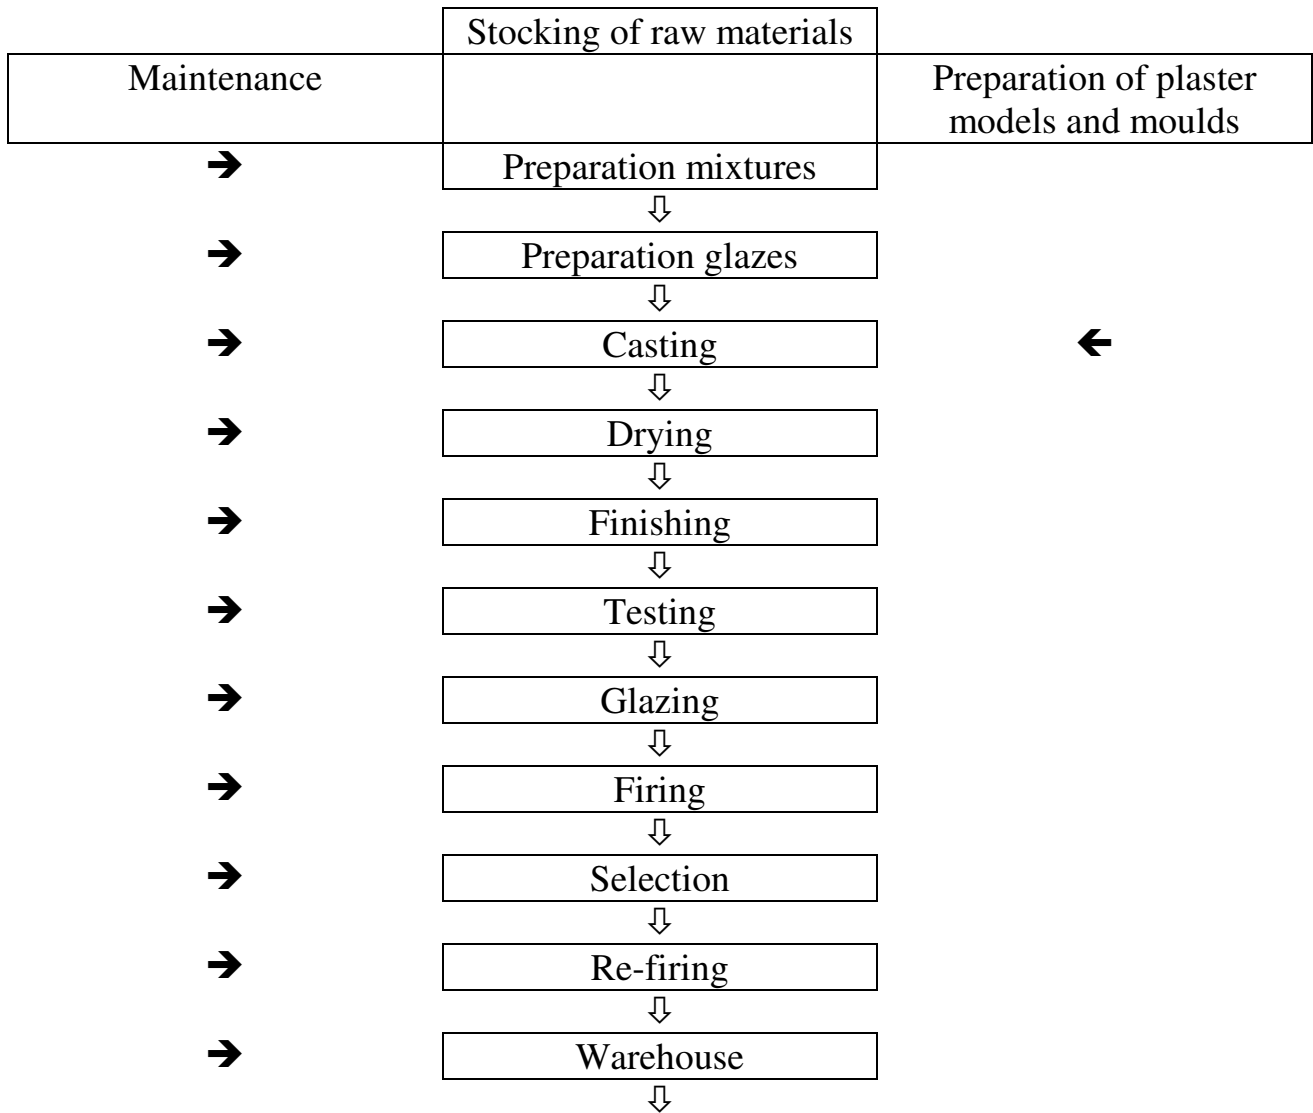 Stocking of raw materials
Maintenance
Preparation of plaster
models and moulds
➔ Preparation mixtures
⇩
➔ Preparation glazes
⇩
➔ Casting 🡰
⇩
➔ Drying
⇩
➔ Finishing
⇩
➔ Testing
⇩
➔ Glazing
⇩
➔ Firing
⇩
➔ Selection
⇩
➔ Re-firing
⇩
➔ Warehouse
⇩